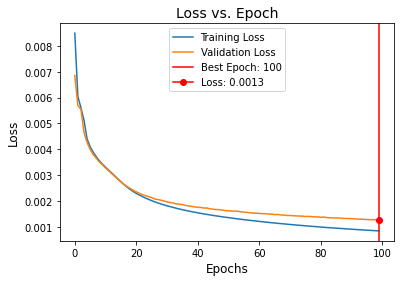 Loss vs. Epoch
Training Loss
Validation Loss
Best Epoch: 100
Loss: 0.0013
Loss
0.008
0.007
0.006
0.005
0.004
0.003
0.002
0.001
0
20
40
60
80
100
Epochs